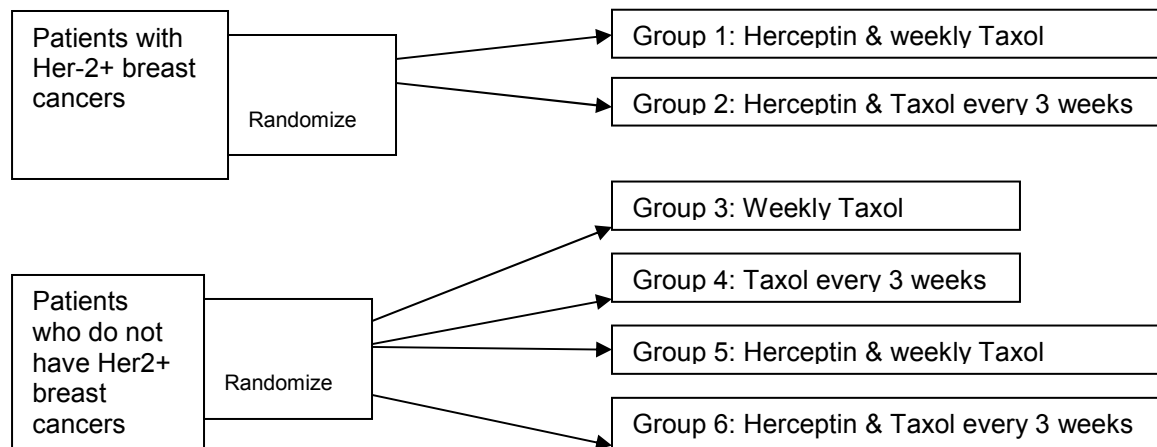 Patients with
Her-2+ breast
cancers
Randomize
Group 1: Herceptin & weekly Taxol
Group 2: Herceptin & Taxol every 3 weeks
Patients
who do not
have Her2+
breast
cancers
Randomize
Group 3: Weekly Taxol
Group 4: Taxol every 3 weeks
Group 5: Herceptin & weekly Taxol
Group 6: Herceptin & Taxol every 3 weeks